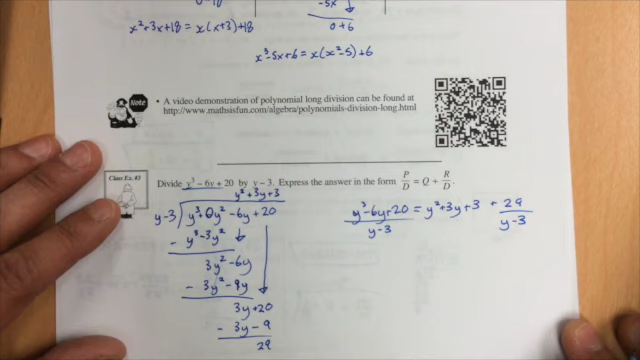 -5x
x² + 3x + 18 = x(x+3) + 18
0 + 6
x³ - 5x + 6 = x(x² - 5) + 6
Note
• A video demonstration of polynomial long division can be found at
http://www.mathsisfun.com/algebra/polynomials-division-long.html
Class Ex. #3
Divide y³ − 6y + 20 by y − 3. Express the answer in the form P/D = Q + R/D.
y² + 3y + 3
y-3 ) y³ + 0y² - 6y + 20
- y³ - 3y²
3y² - 6y
- 3y² - 9y
3y + 20
- 3y - 9
29
y³ - 6y + 20 / y-3 = y² + 3y + 3 + 29 / y-3